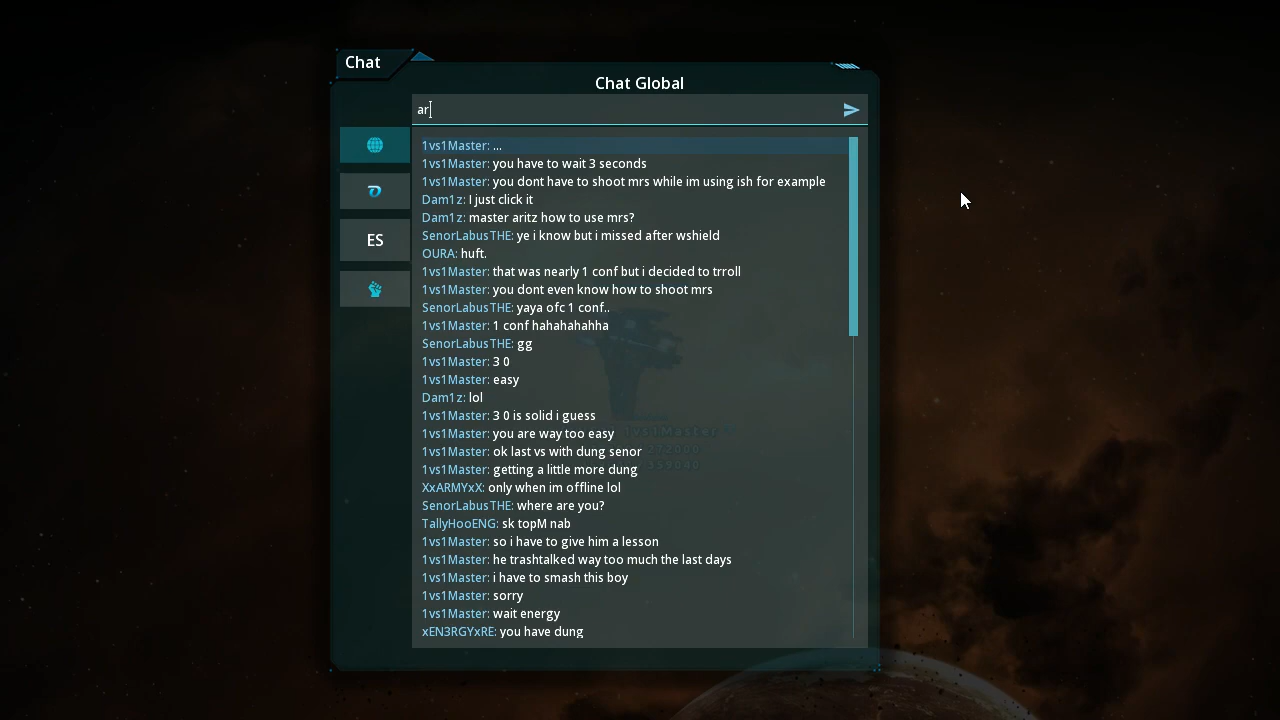 Chat
Chat Global
ar
ES
1vs1Master: ...
1vs1Master: you have to wait 3 seconds
1vs1Master: you dont have to shoot mrs while im using ish for example
Dam1z: I just click it
Dam1z: master aritz how to use mrs?
SenorLabusTHE: ye i know but i missed after wshield
OURA: huft.
1vs1Master: that was nearly 1 conf but i decided to trroll
1vs1Master: you dont even know how to shoot mrs
SenorLabusTHE: yaya ofc 1 conf..
1vs1Master: 1 conf hahahahahha
SenorLabusTHE: gg
1vs1Master: 3 0
1vs1Master: easy
Dam1z: lol
1vs1Master: 3 0 is solid i guess
1vs1Master: you are way too easy
1vs1Master: ok last vs with dung senor
1vs1Master: getting a little more dung
XxARMYxX: only when im offline lol
SenorLabusTHE: where are you?
TallyHooENG: sk topM nab
1vs1Master: so i have to give him a lesson
1vs1Master: he trashtalked way too much the last days
1vs1Master: i have to smash this boy
1vs1Master: sorry
1vs1Master: wait energy
xEN3RGYxRE: you have dung
1vs1Master